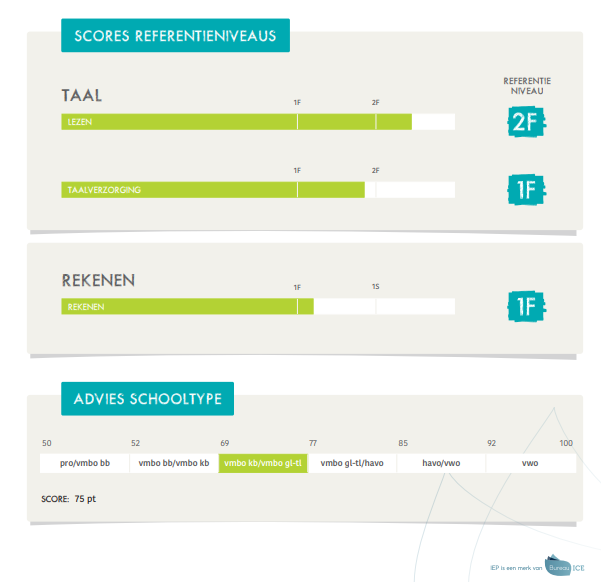 SCORES REFERENTIENIVEAUS
REFERENTIE
NIVEAU
TAAL
1F 2F
LEZEN
2F
1F 2F
TAALVERZORGING
1F
REKENEN
1F 1S
REKENEN
1F
ADVIES SCHOOLTYPE
50 52 69 77 85 92 100
pro/vmbo bb vmbo bb/vmbo kb vmbo kb/vmbo gl-tl vmbo gl-tl/havo havo/vwo vwo
SCORE: 75 pt
IEP is een merk van Bureau ICE